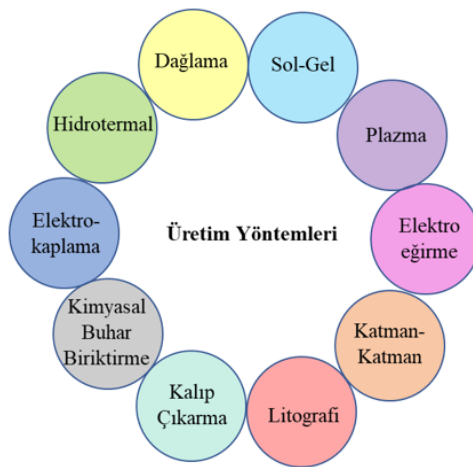 Dağlama
Sol-Gel
Hidrotermal
Plazma
Elektro-
kaplama
Üretim Yöntemleri
Elektro
eğirme
Kimyasal
Buhar
Biriktirme
Katman-
Katman
Kalıp
Çıkarma
Litografi